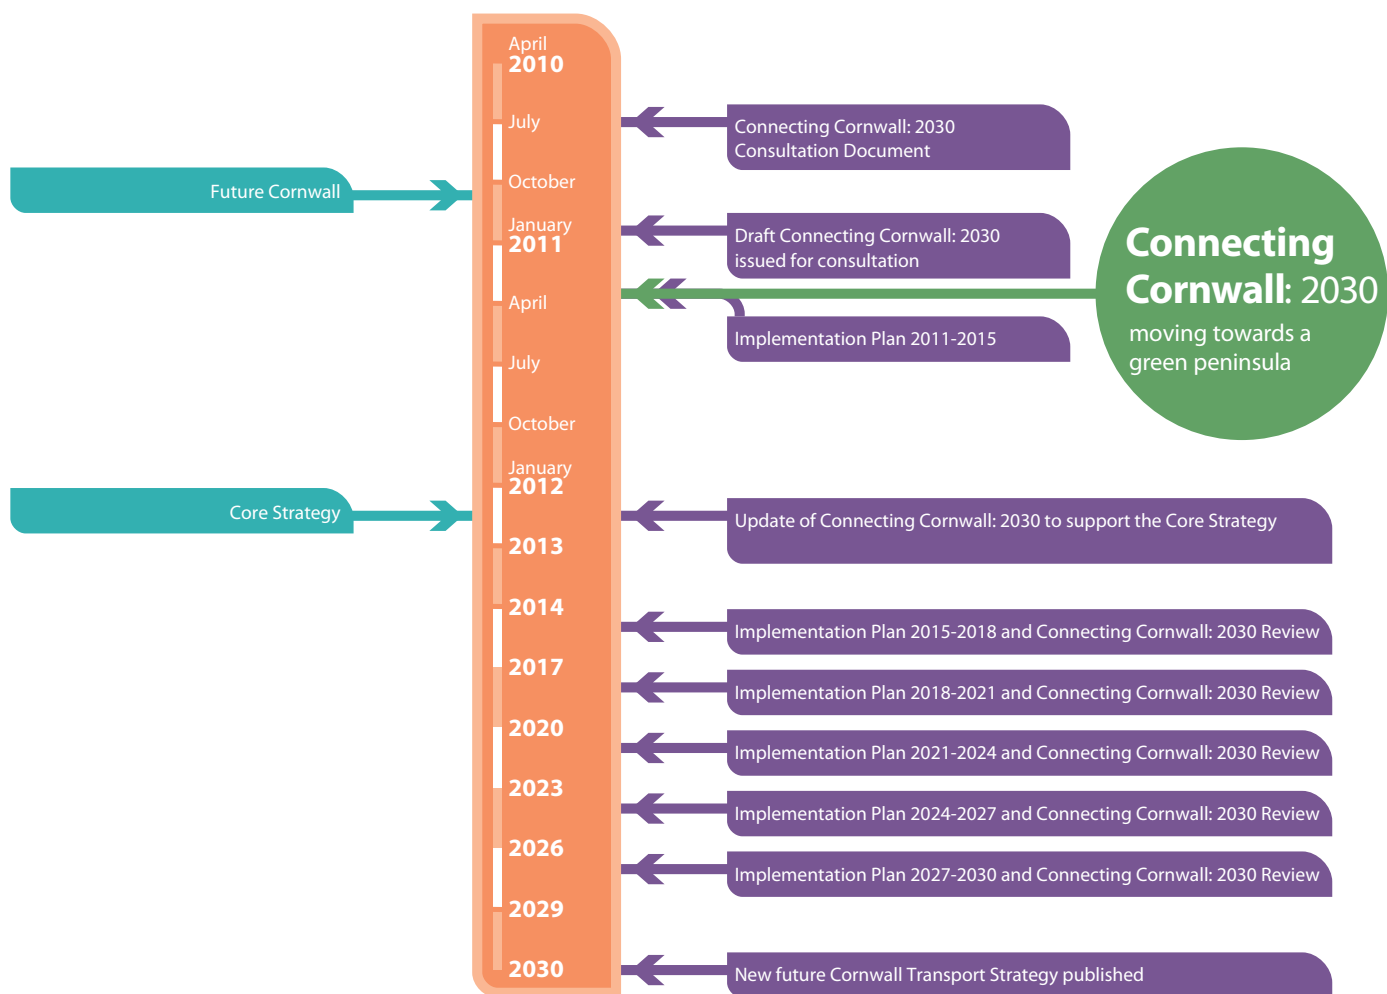 April
2010
July
October
January
2011
April
July
October
January
2012
2013
2014
2017
2020
2023
2026
2029
2030
Future Cornwall
Core Strategy
Connecting Cornwall: 2030
Consultation Document
Draft Connecting Cornwall: 2030
issued for consultation
Implementation Plan 2011-2015
Connecting
Cornwall: 2030
moving towards a
green peninsula
Update of Connecting Cornwall: 2030 to support the Core Strategy
Implementation Plan 2015-2018 and Connecting Cornwall: 2030 Review
Implementation Plan 2018-2021 and Connecting Cornwall: 2030 Review
Implementation Plan 2021-2024 and Connecting Cornwall: 2030 Review
Implementation Plan 2024-2027 and Connecting Cornwall: 2030 Review
Implementation Plan 2027-2030 and Connecting Cornwall: 2030 Review
New future Cornwall Transport Strategy published